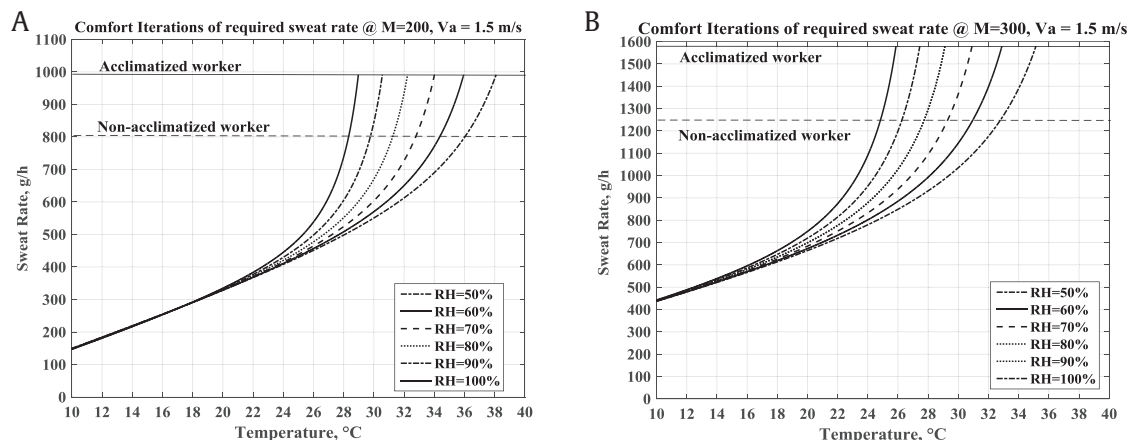 A
Comfort Iterations of required sweat rate @ M=200, Va = 1.5 m/s
1100
1000
900
800
700
600
500
400
300
200
100
0
Sweat Rate, g/h
Acclimatized worker
Non-acclimatized worker
RH=50%
RH=60%
RH=70%
RH=80%
RH=90%
RH=100%
10 12 14 16 18 20 22 24 26 28 30 32 34 36 38 40
Temperature, °C
B
Comfort Iterations of required sweat rate @ M=300, Va = 1.5 m/s
1600
1500
1400
1300
1200
1100
1000
900
800
700
600
500
400
300
200
100
0
Sweat Rate, g/h
Acclimatized worker
Non-acclimatized worker
RH=50%
RH=60%
RH=70%
RH=80%
RH=90%
RH=100%
10 12 14 16 18 20 22 24 26 28 30 32 34 36 38 40
Temperature, °C